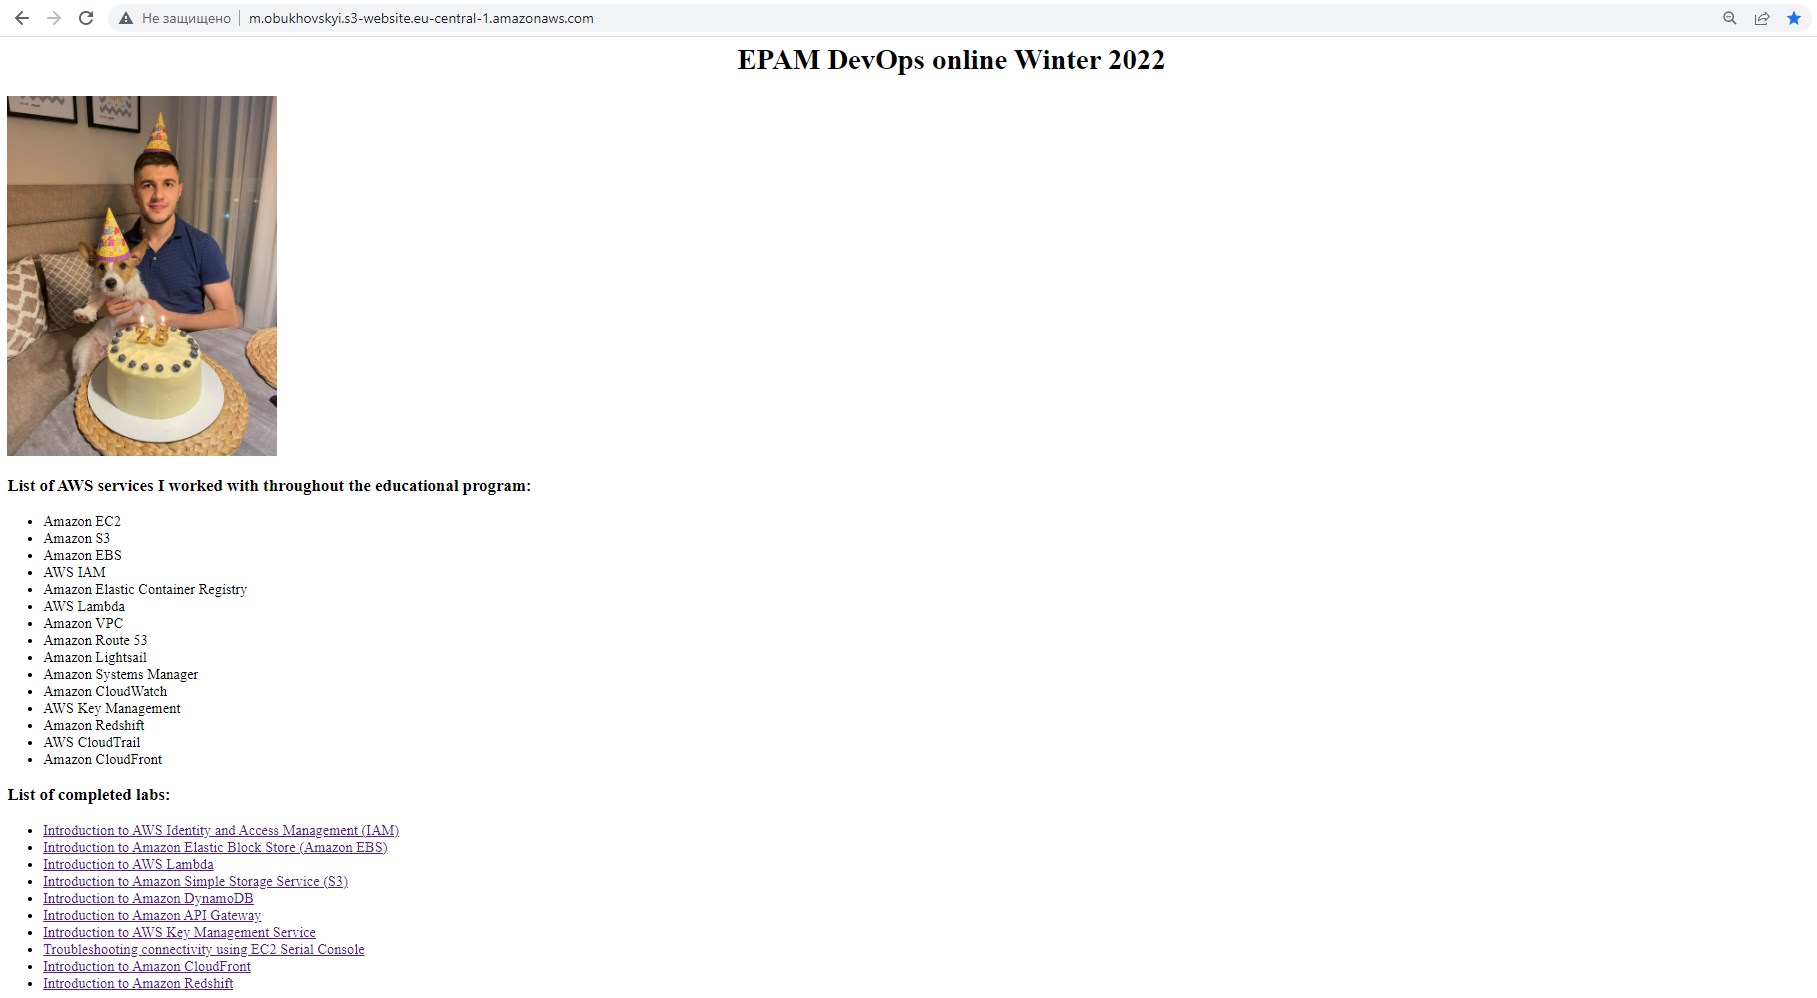 Не защищено
m.obukhovskyi.s3-website.eu-central-1.amazonaws.com
EPAM DevOps online Winter 2022
28
List of AWS services I worked with throughout the educational program:
Amazon EC2
Amazon S3
Amazon EBS
AWS IAM
Amazon Elastic Container Registry
AWS Lambda
Amazon VPC
Amazon Route 53
Amazon Lightsail
Amazon Systems Manager
Amazon CloudWatch
AWS Key Management
Amazon Redshift
AWS CloudTrail
Amazon CloudFront
List of completed labs:
Introduction to AWS Identity and Access Management (IAM)
Introduction to Amazon Elastic Block Store (Amazon EBS)
Introduction to AWS Lambda
Introduction to Amazon Simple Storage Service (S3)
Introduction to Amazon DynamoDB
Introduction to Amazon API Gateway
Introduction to AWS Key Management Service
Troubleshooting connectivity using EC2 Serial Console
Introduction to Amazon CloudFront
Introduction to Amazon Redshift